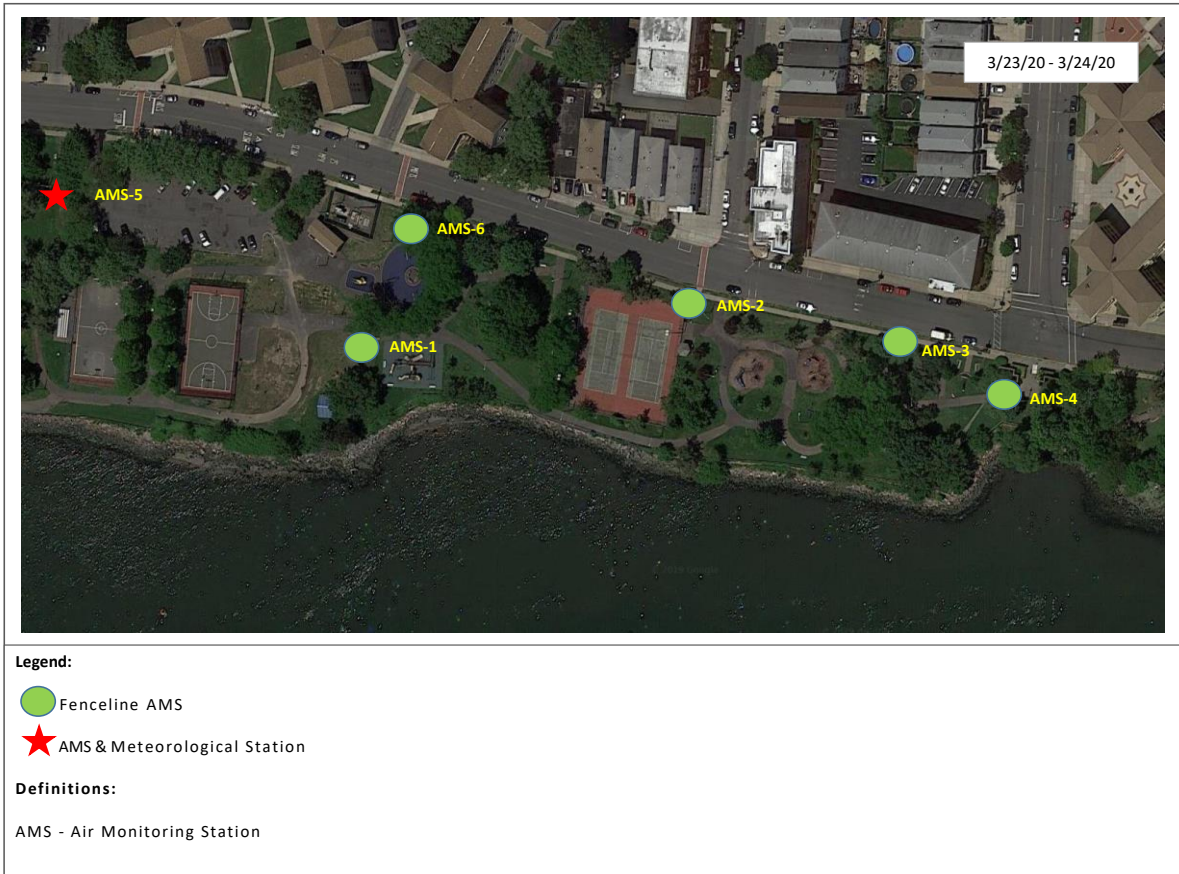 3/23/20 - 3/24/20
AMS-5
AMS-6
AMS-2
AMS-1
AMS-3
AMS-4
Legend:
Fenceline AMS
AMS & Meteorological Station
Definitions:
AMS - Air Monitoring Station